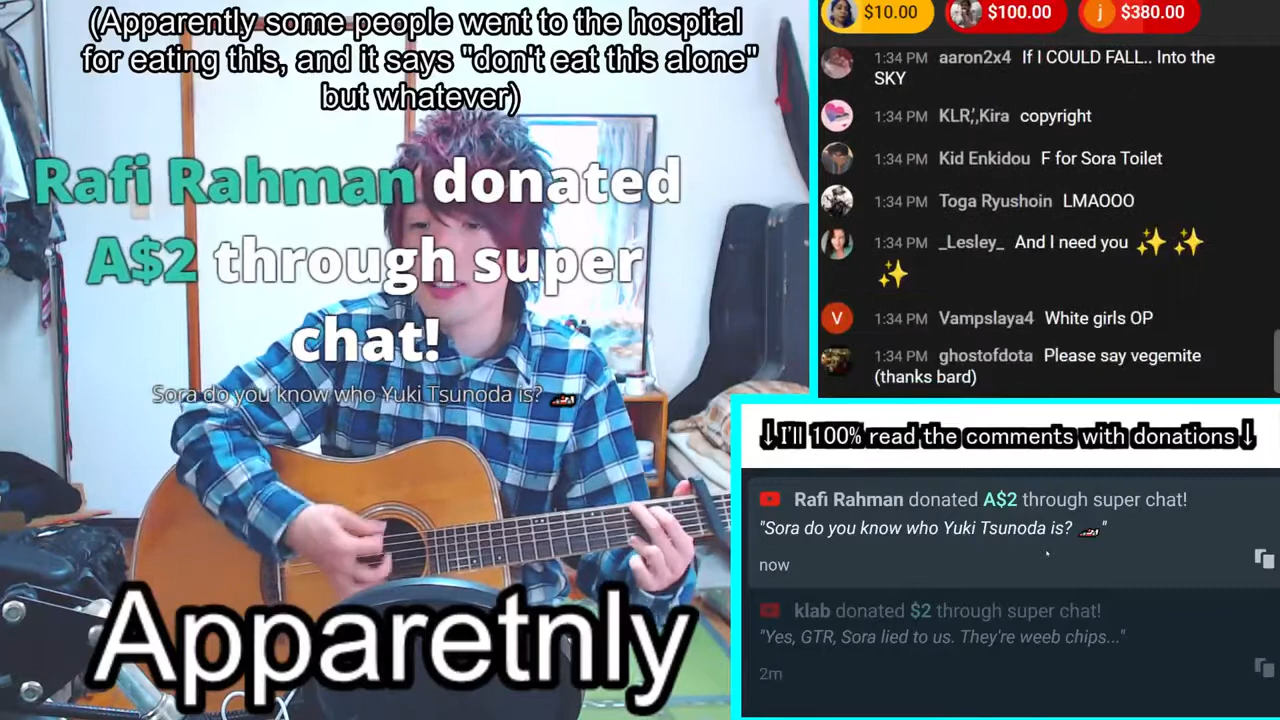 (Apparently some people went to the hospital
for eating this, and it says "don't eat this alone"
but whatever)
Rafi Rahman donated
A$2 through super
chat!
Sora do you know who Yuki Tsunoda is?
Apparetnly
$10.00
$100.00
j $380.00
1:34 PM aaron2x4 If I COULD FALL.. Into the
SKY
1:34 PM KLR,',Kira copyright
1:34 PM Kid Enkidou F for Sora Toilet
1:34 PM Toga Ryushoin LMAOOO
1:34 PM _Lesley_ And I need you ✨ ✨
✨
V 1:34 PM Vampslaya4 White girls OP
1:34 PM ghostofdota Please say vegemite
(thanks bard)
↓I'll 100% read the comments with donations↓
Rafi Rahman donated A$2 through super chat!
"Sora do you know who Yuki Tsunoda is? 🏎"
now
klab donated $2 through super chat!
"Yes, GTR, Sora lied to us. They're weeb chips..."
2m